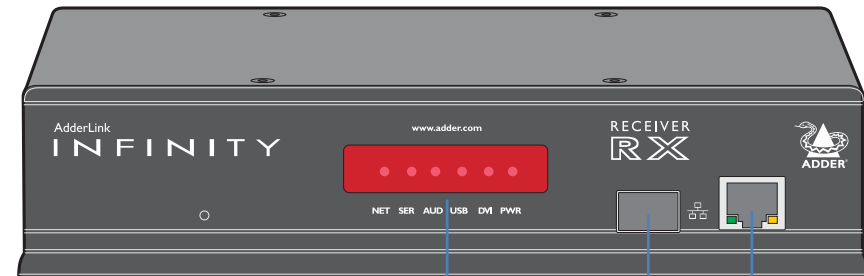 AdderLink
INFINITY
www.adder.com
NET SER AUD USB DVI PWR
RECEIVER
RX
ADDER®